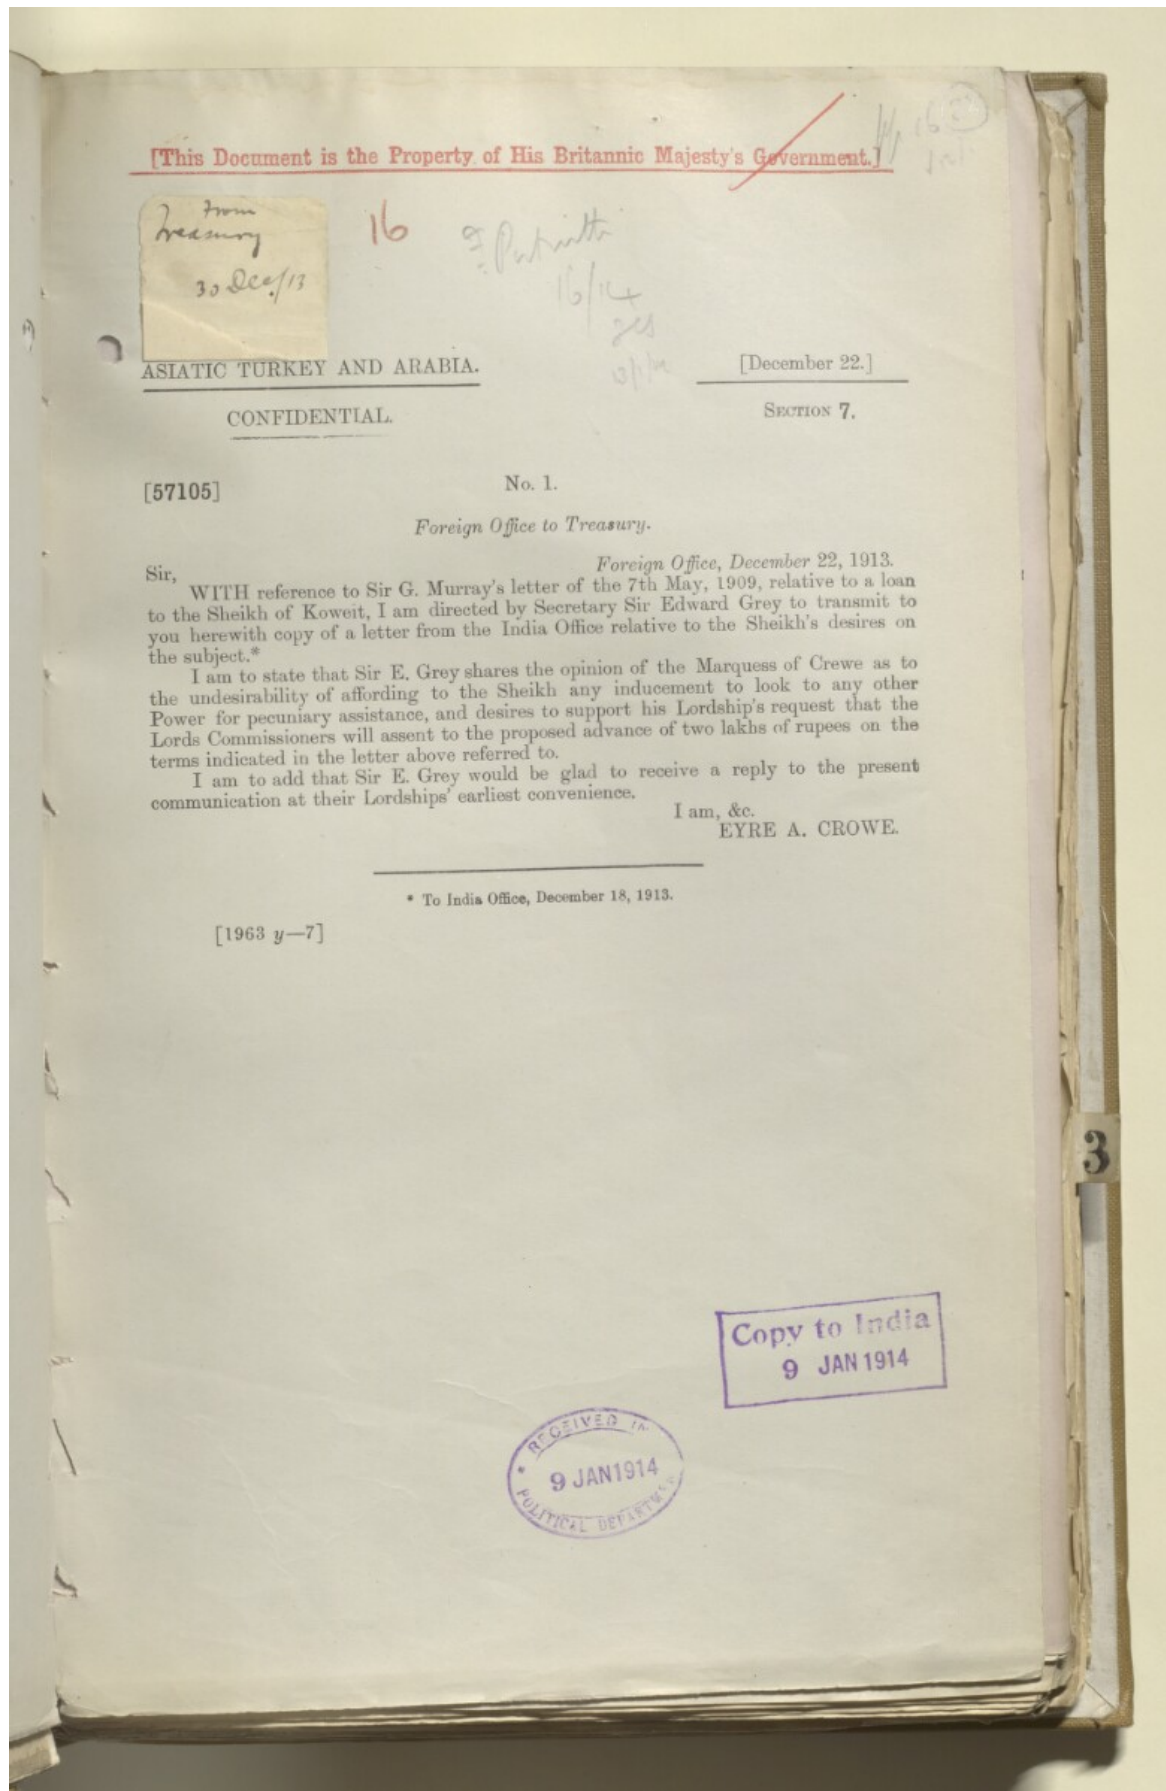 [This Document is the Property of His Britannic Majesty's Government.]
From
Treasury
30 Dec./13
16
16/14
ASIATIC TURKEY AND ARABIA.
[December 22.]
CONFIDENTIAL.
SECTION 7.
[57105]
No. 1.
Foreign Office to Treasury.
Foreign Office, December 22, 1913.
Sir,
WITH reference to Sir G. Murray's letter of the 7th May, 1909, relative to a loan
to the Sheikh of Koweit, I am directed by Secretary Sir Edward Grey to transmit to
you herewith copy of a letter from the India Office relative to the Sheikh's desires on
the subject.*
I am to state that Sir E. Grey shares the opinion of the Marquess of Crewe as to
the undesirability of affording to the Sheikh any inducement to look to any other
Power for pecuniary assistance, and desires to support his Lordship's request that the
Lords Commissioners will assent to the proposed advance of two lakhs of rupees on the
terms indicated in the letter above referred to.
I am to add that Sir E. Grey would be glad to receive a reply to the present
communication at their Lordships' earliest convenience.
I am, &c.
EYRE A. CROWE.
* To India Office, December 18, 1913.
[1963 y—7]
3
Copy to India
9 JAN 1914
* RECEIVED IN
9 JAN 1914
POLITICAL DEPARTMENT